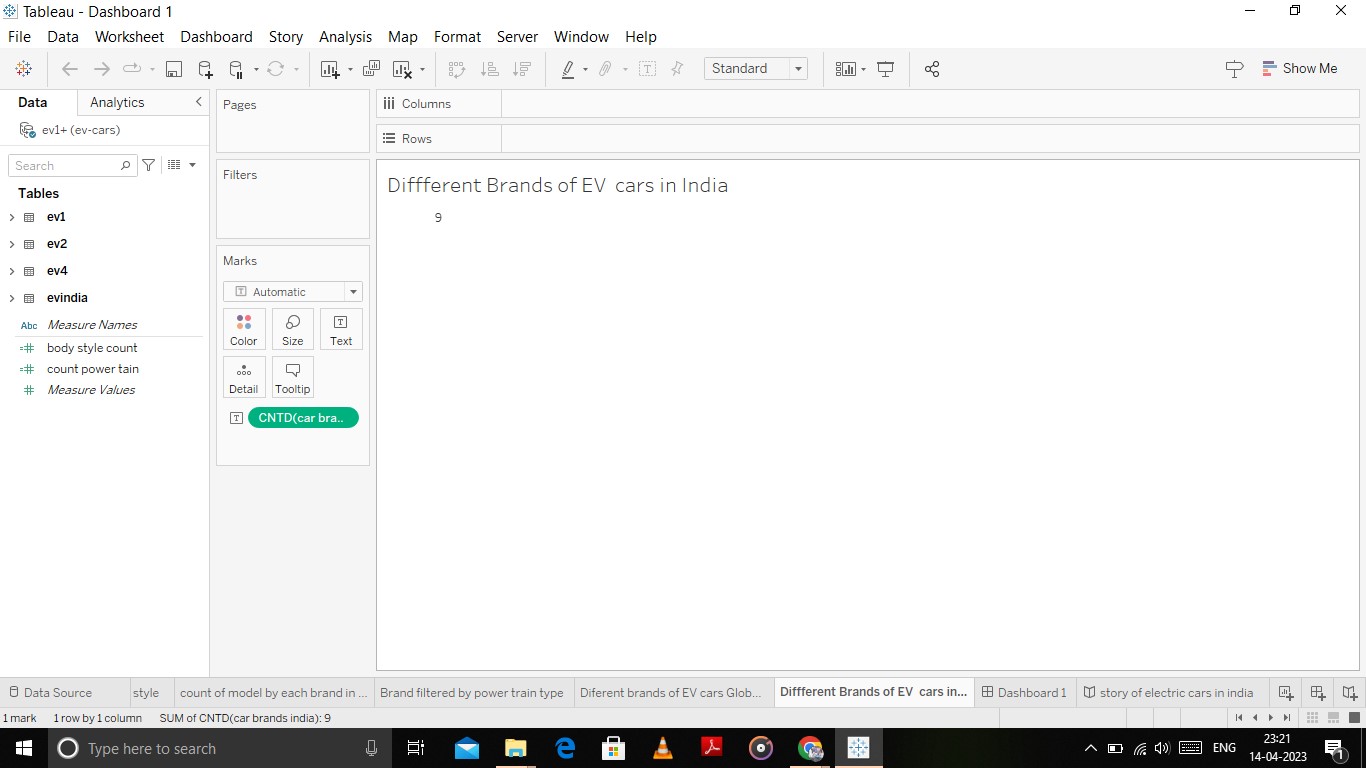 Tableau - Dashboard 1
File Data Worksheet Dashboard Story Analysis Map Format Server Window Help
Standard
Show Me
Data Analytics
ev1+ (ev-cars)
Search
Tables
ev1
ev2
ev4
evindia
Abc Measure Names
body style count
count power tain
Measure Values
Pages
Filters
Marks
Automatic
Color Size Text
Detail Tooltip
CNTD(car bra..
Columns
Rows
Diffferent Brands of EV cars in India
9
Data Source style count of model by each brand in ... Brand filtered by power train type Diferent brands of EV cars Glob... Diffferent Brands of EV cars in... Dashboard 1 story of electric cars in india
1 mark 1 row by 1 column SUM of CNTD(car brands india): 9
Type here to search
ENG
23:21
14-04-2023
1